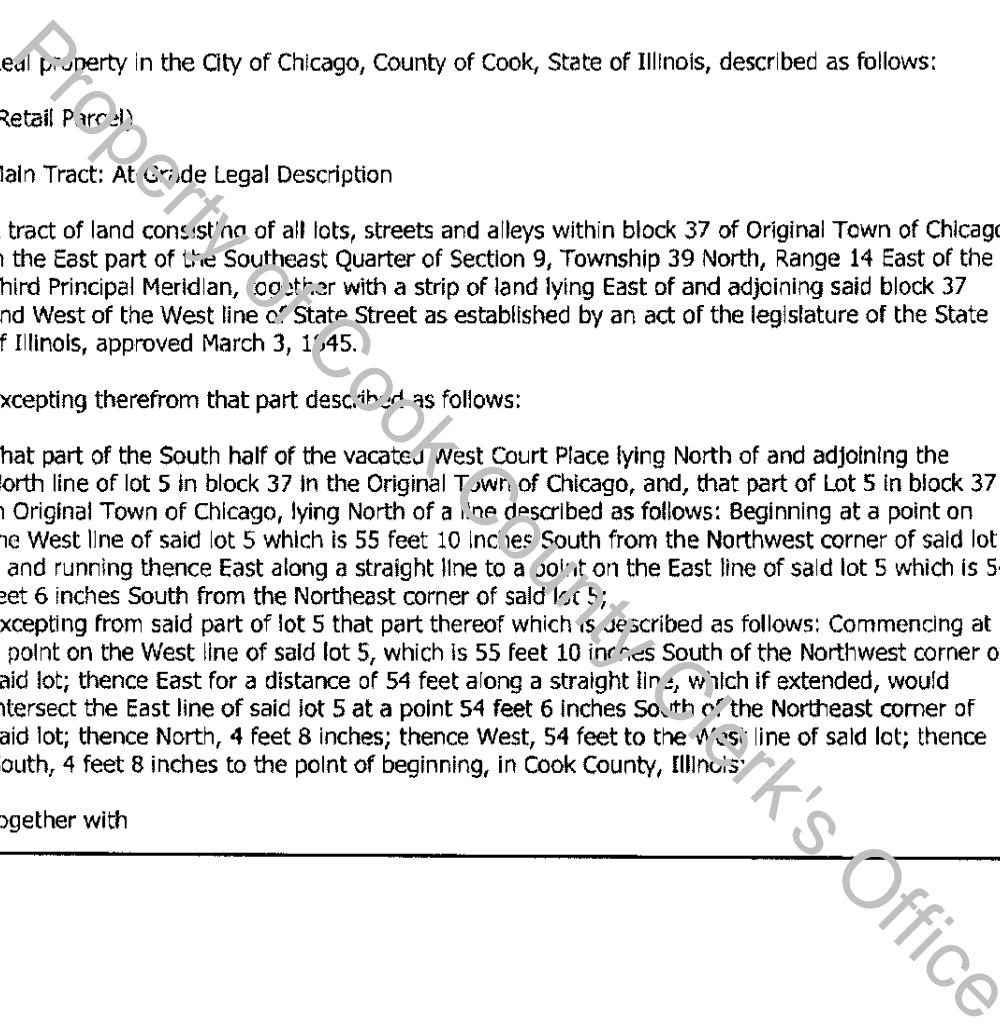 eal property in the City of Chicago, County of Cook, State of Illinois, described as follows:
Retail Parcel)
Main Tract: At Grade Legal Description
tract of land consisting of all lots, streets and alleys within block 37 of Original Town of Chicago
n the East part of the Southeast Quarter of Section 9, Township 39 North, Range 14 East of the
hird Principal Meridian, together with a strip of land lying East of and adjoining said block 37
nd West of the West line of State Street as established by an act of the legislature of the State
f Illinois, approved March 3, 1845.
xcepting therefrom that part described as follows:
hat part of the South half of the vacated West Court Place lying North of and adjoining the
North line of lot 5 in block 37 in the Original Town of Chicago, and, that part of Lot 5 in block 37
n Original Town of Chicago, lying North of a line described as follows: Beginning at a point on
he West line of said lot 5 which is 55 feet 10 inches South from the Northwest corner of said lot
and running thence East along a straight line to a point on the East line of said lot 5 which is 54
eet 6 inches South from the Northeast corner of said lot 5;
xcepting from said part of lot 5 that part thereof which is described as follows: Commencing at
point on the West line of said lot 5, which is 55 feet 10 inches South of the Northwest corner o
aid lot; thence East for a distance of 54 feet along a straight line, which if extended, would
ntersect the East line of said lot 5 at a point 54 feet 6 inches South of the Northeast corner of
aid lot; thence North, 4 feet 8 inches; thence West, 54 feet to the West line of said lot; thence
outh, 4 feet 8 inches to the point of beginning, in Cook County, Illinois;
ogether with
Property of Cook County Clerk's Office